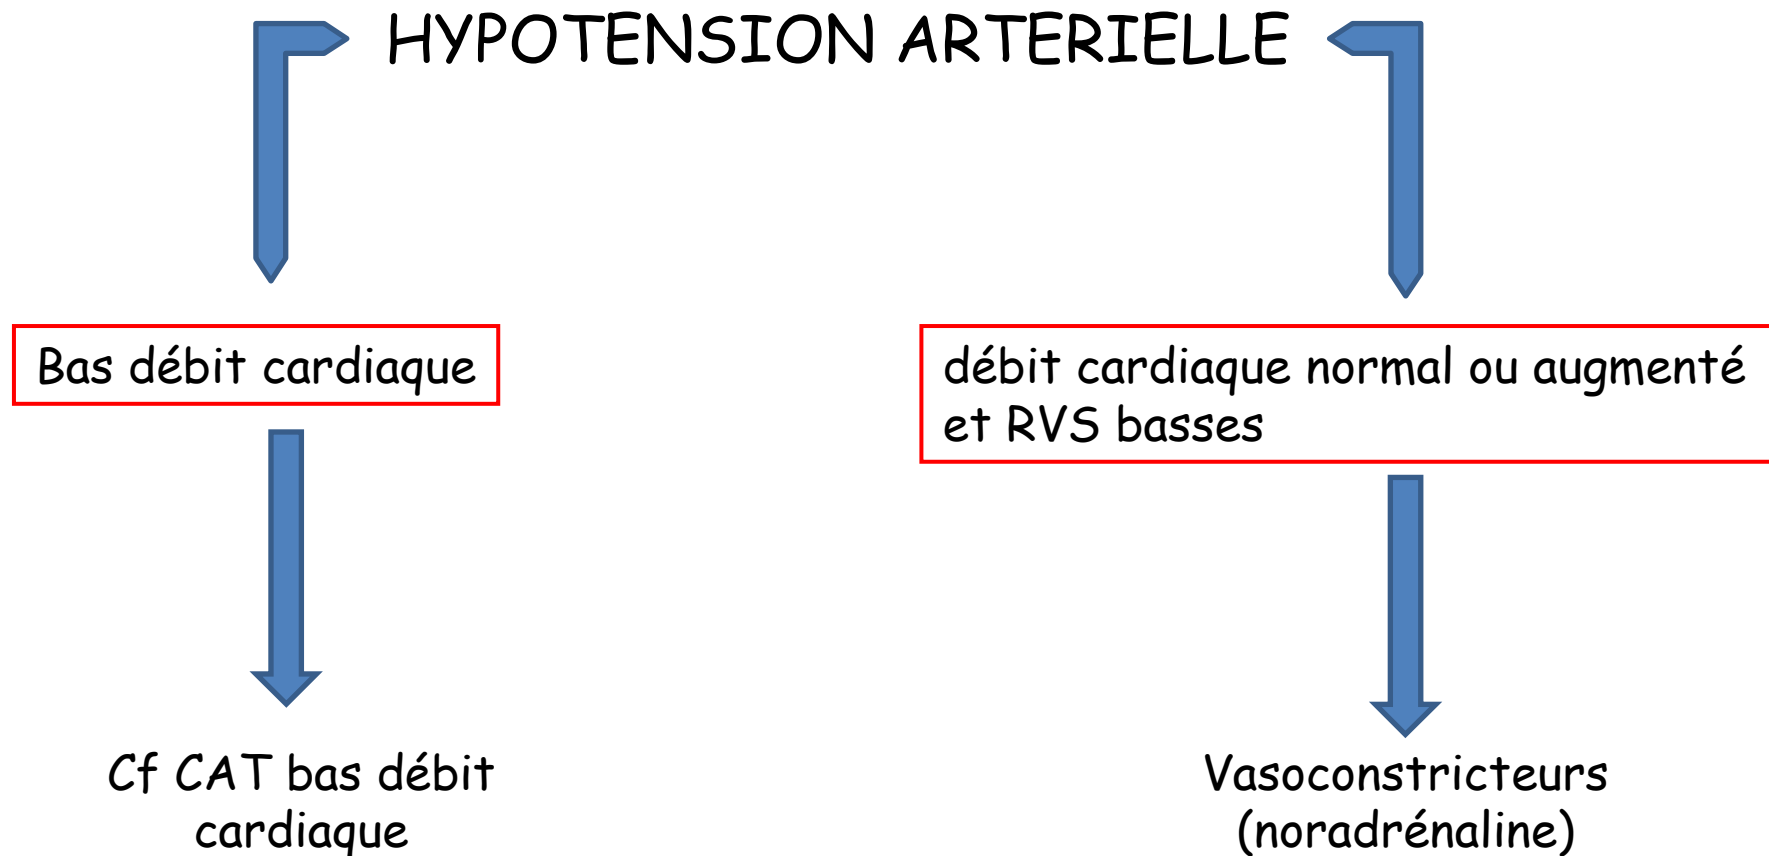 HYPOTENSION ARTERIELLE
Bas débit cardiaque
débit cardiaque normal ou augmenté
et RVS basses
Cf CAT bas débit
cardiaque
Vasoconstricteurs
(noradrénaline)